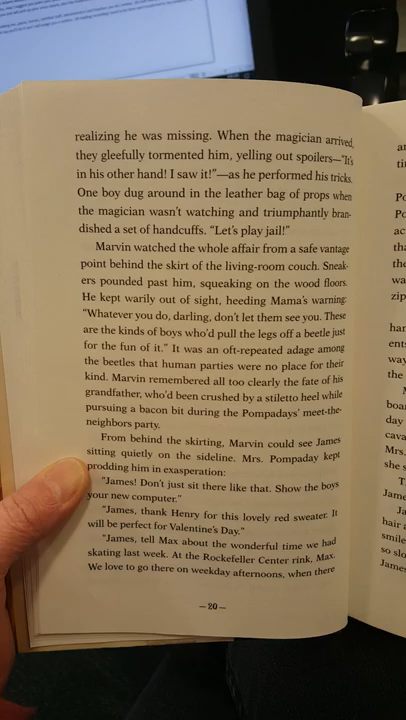 realizing he was missing. When the magician arrived,
they gleefully tormented him, yelling out spoilers—"It's
in his other hand! I saw it!"—as he performed his tricks.
One boy dug around in the leather bag of props when
the magician wasn't watching and triumphantly bran-
dished a set of handcuffs. "Let's play jail!"
Marvin watched the whole affair from a safe vantage
point behind the skirt of the living-room couch. Sneak-
ers pounded past him, squeaking on the wood floors.
He kept warily out of sight, heeding Mama's warning:
"Whatever you do, darling, don't let them see you. These
are the kinds of boys who'd pull the legs off a beetle just
for the fun of it." It was an oft-repeated adage among
the beetles that human parties were no place for their
kind. Marvin remembered all too clearly the fate of his
grandfather, who'd been crushed by a stiletto heel while
pursuing a bacon bit during the Pompadays' meet-the-
neighbors party.
From behind the skirting, Marvin could see James
sitting quietly on the sideline. Mrs. Pompaday kept
prodding him in exasperation:
"James! Don't just sit there like that. Show the boys
your new computer."
"James, thank Henry for this lovely red sweater. It
will be perfect for Valentine's Day."
"James, tell Max about the wonderful time we had
skating last week. At the Rockefeller Center rink, Max.
We love to go there on weekday afternoons, when there
—20—